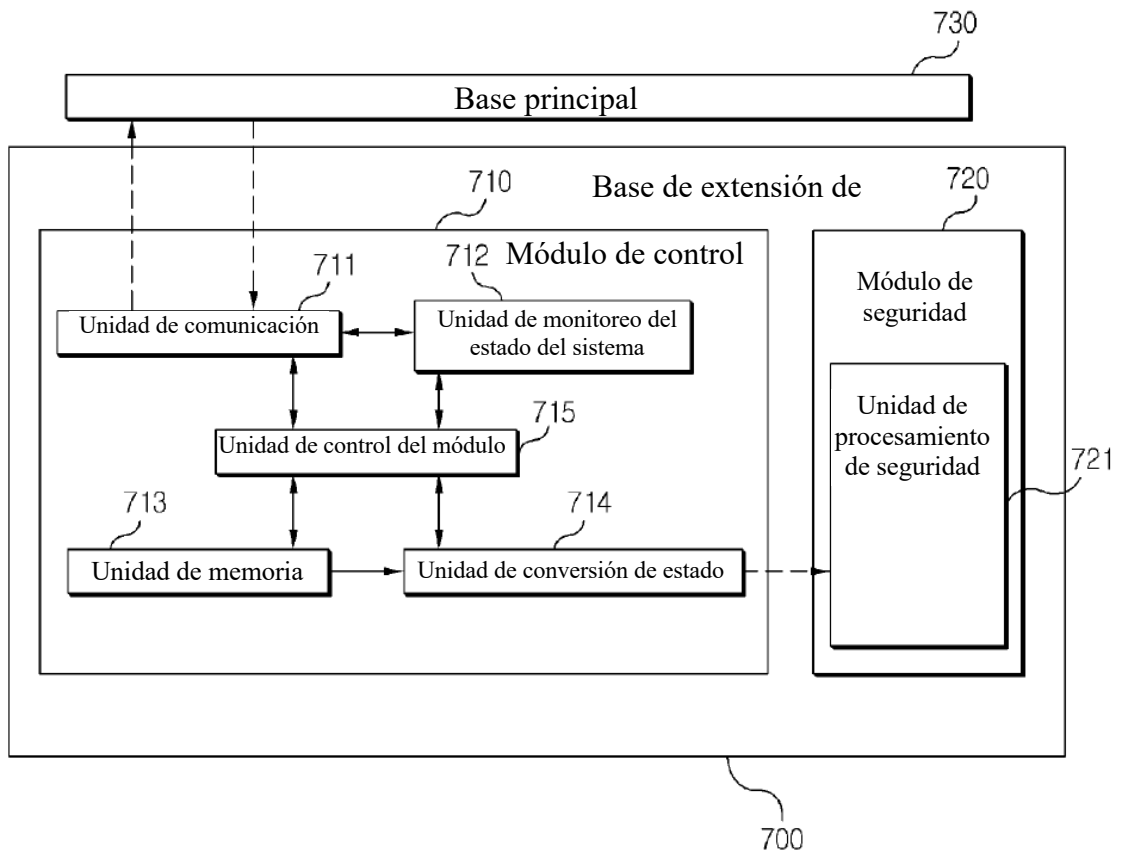 730
Base principal
710
Base de extensión de
720
Módulo de control
711
712
Módulo de
seguridad
Unidad de comunicación
Unidad de monitoreo del
estado del sistema
715
Unidad de control del módulo
Unidad de
procesamiento
de seguridad
721
713
714
Unidad de memoria
Unidad de conversión de estado
700